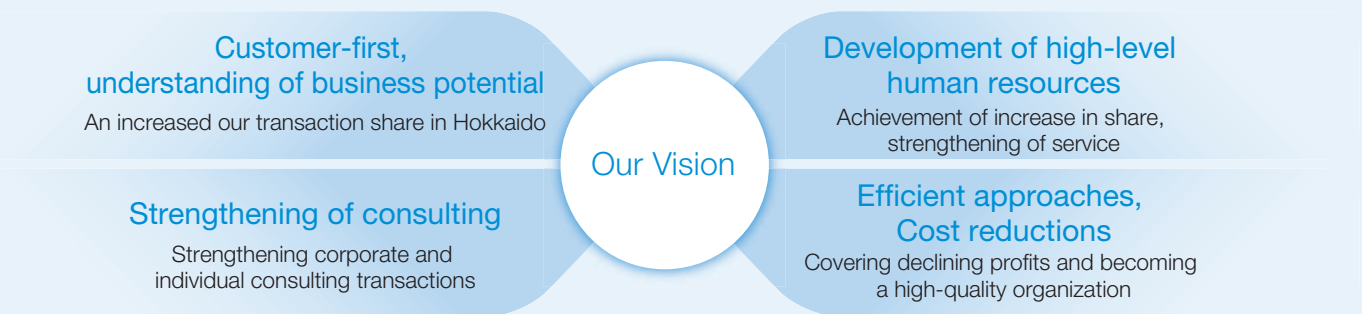 Customer-first,
understanding of business potential
An increased our transaction share in Hokkaido
Development of high-level
human resources
Achievement of increase in share,
strengthening of service
Our Vision
Strengthening of consulting
Strengthening corporate and
individual consulting transactions
Efficient approaches,
Cost reductions
Covering declining profits and becoming
a high-quality organization